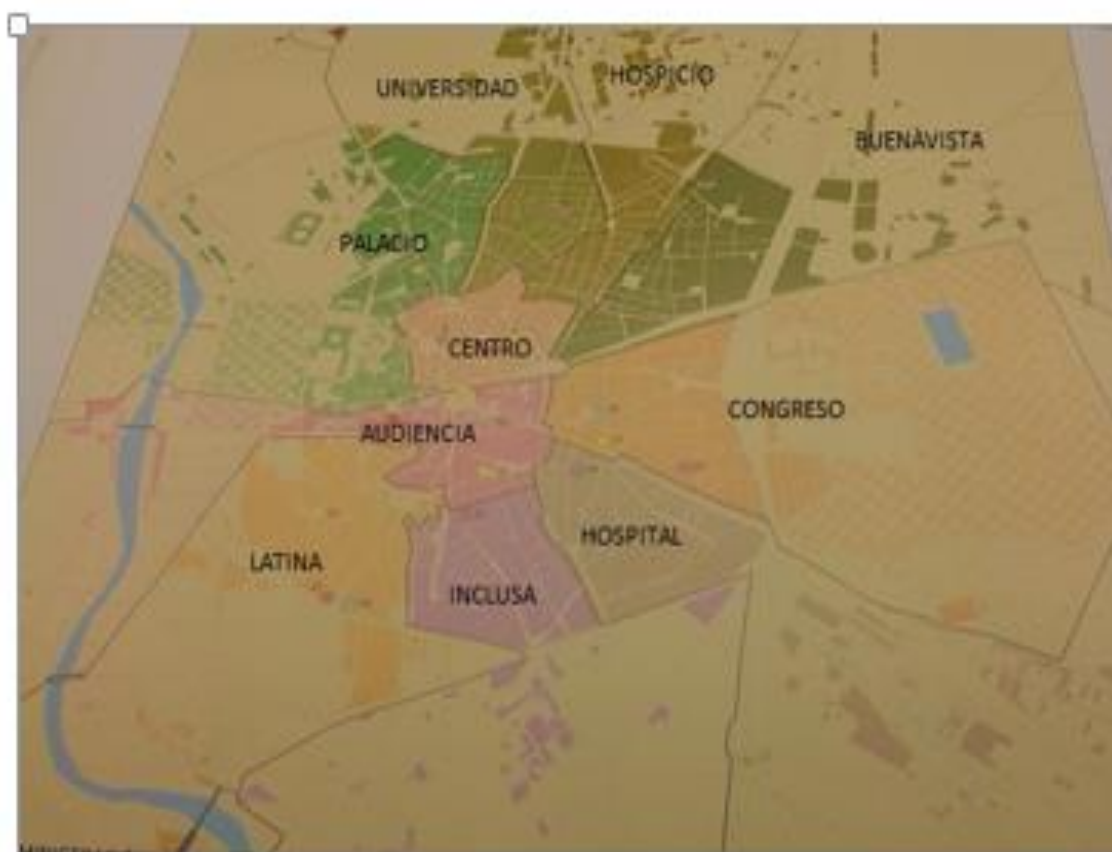 HOSPICIO
UNIVERSIDAD
BUENAVISTA
PALACIO
CENTRO
CONGRESO
AUDIENCIA
HOSPITAL
LATINA
INCLUSA